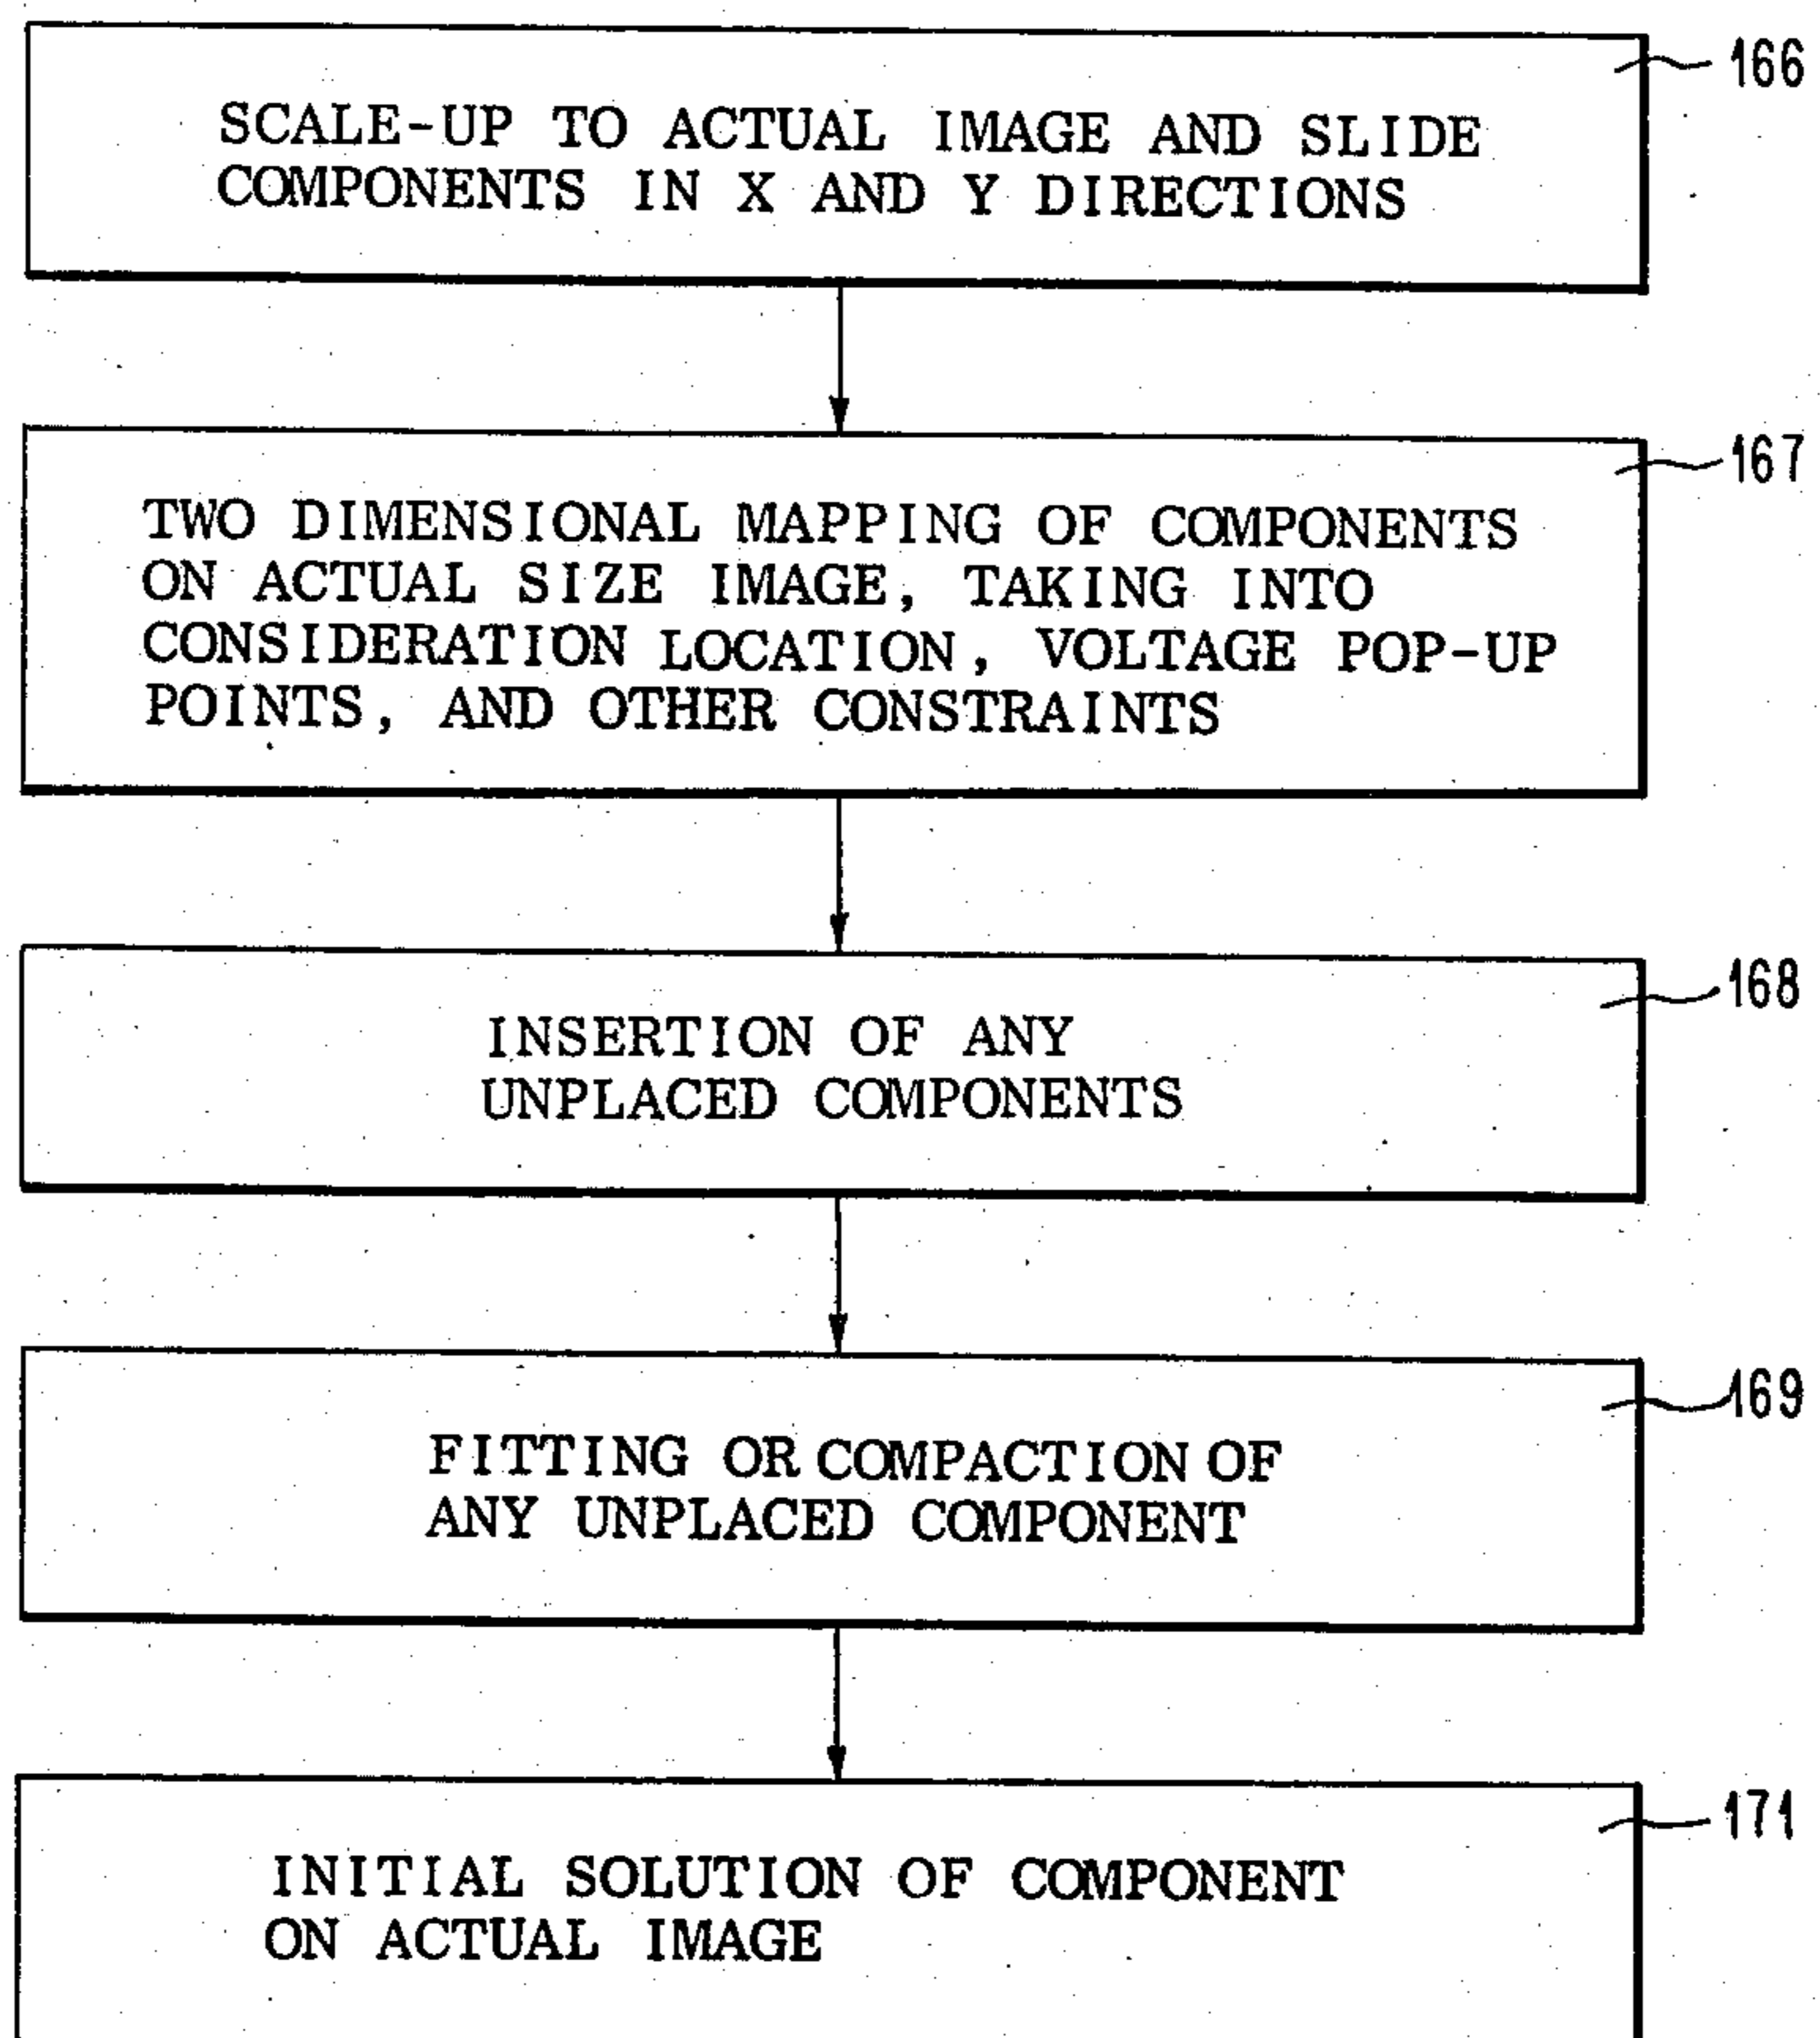 166
SCALE-UP TO ACTUAL IMAGE AND SLIDE
COMPONENTS IN X AND Y DIRECTIONS
167
TWO DIMENSIONAL MAPPING OF COMPONENTS
ON ACTUAL SIZE IMAGE, TAKING INTO
CONSIDERATION LOCATION, VOLTAGE POP-UP
POINTS, AND OTHER CONSTRAINTS
168
INSERTION OF ANY
UNPLACED COMPONENTS
169
FITTING OR COMPACTION OF
ANY UNPLACED COMPONENT
171
INITIAL SOLUTION OF COMPONENT
ON ACTUAL IMAGE